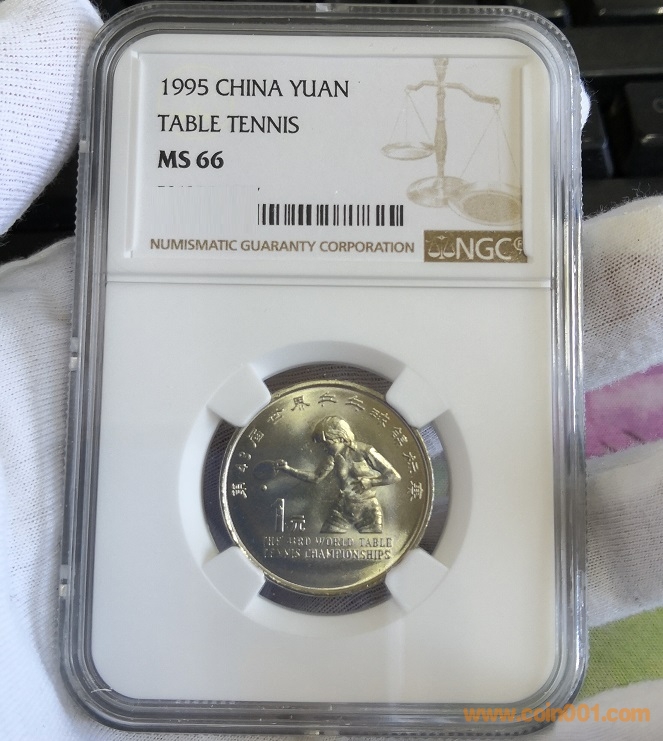 1995 CHINA YUAN
TABLE TENNIS
MS 66
NUMISMATIC GUARANTY CORPORATION
NGC®
第43届世界乒乓球锦标赛
1元
THE 43RD WORLD TABLE
TENNIS CHAMPIONSHIPS
www.coin001.com